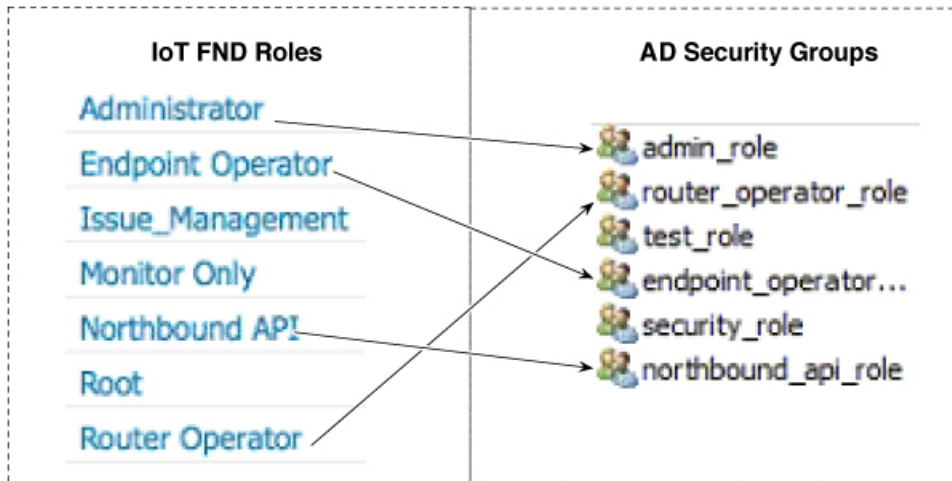 IoT FND Roles
Administrator
Endpoint Operator
Issue_Management
Monitor Only
Northbound API
Root
Router Operator
AD Security Groups
admin_role
router_operator_role
test_role
endpoint_operator...
security_role
northbound_api_role